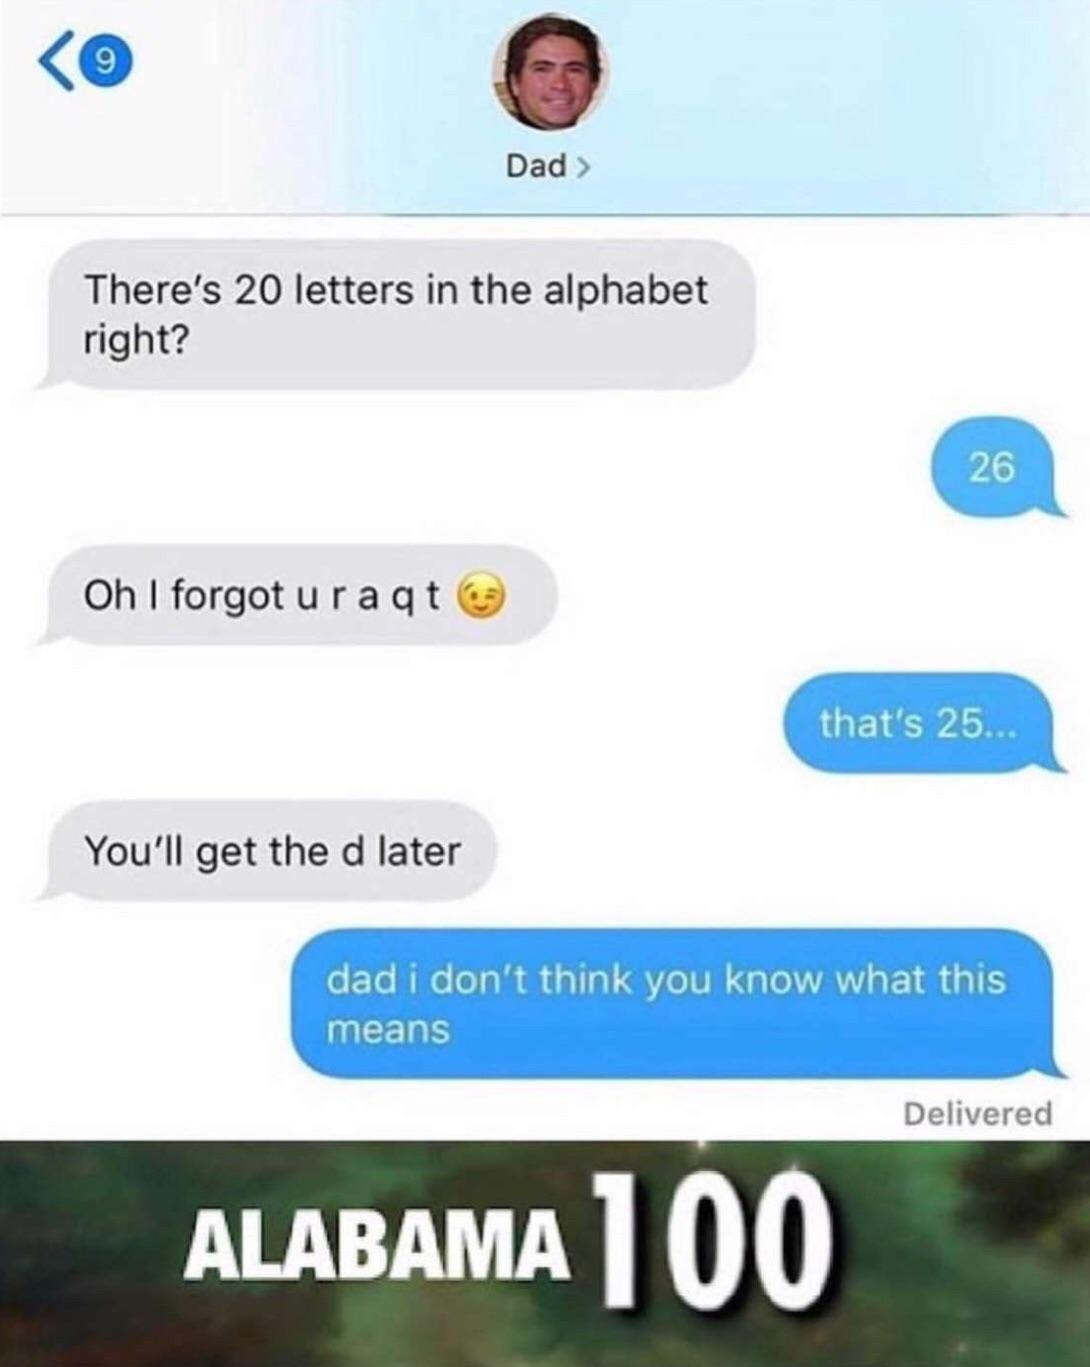 9
Dad >
There's 20 letters in the alphabet
right?
26
Oh I forgot u r a q t 😉
that's 25...
You'll get the d later
dad i don't think you know what this
means
Delivered
ALABAMA 100